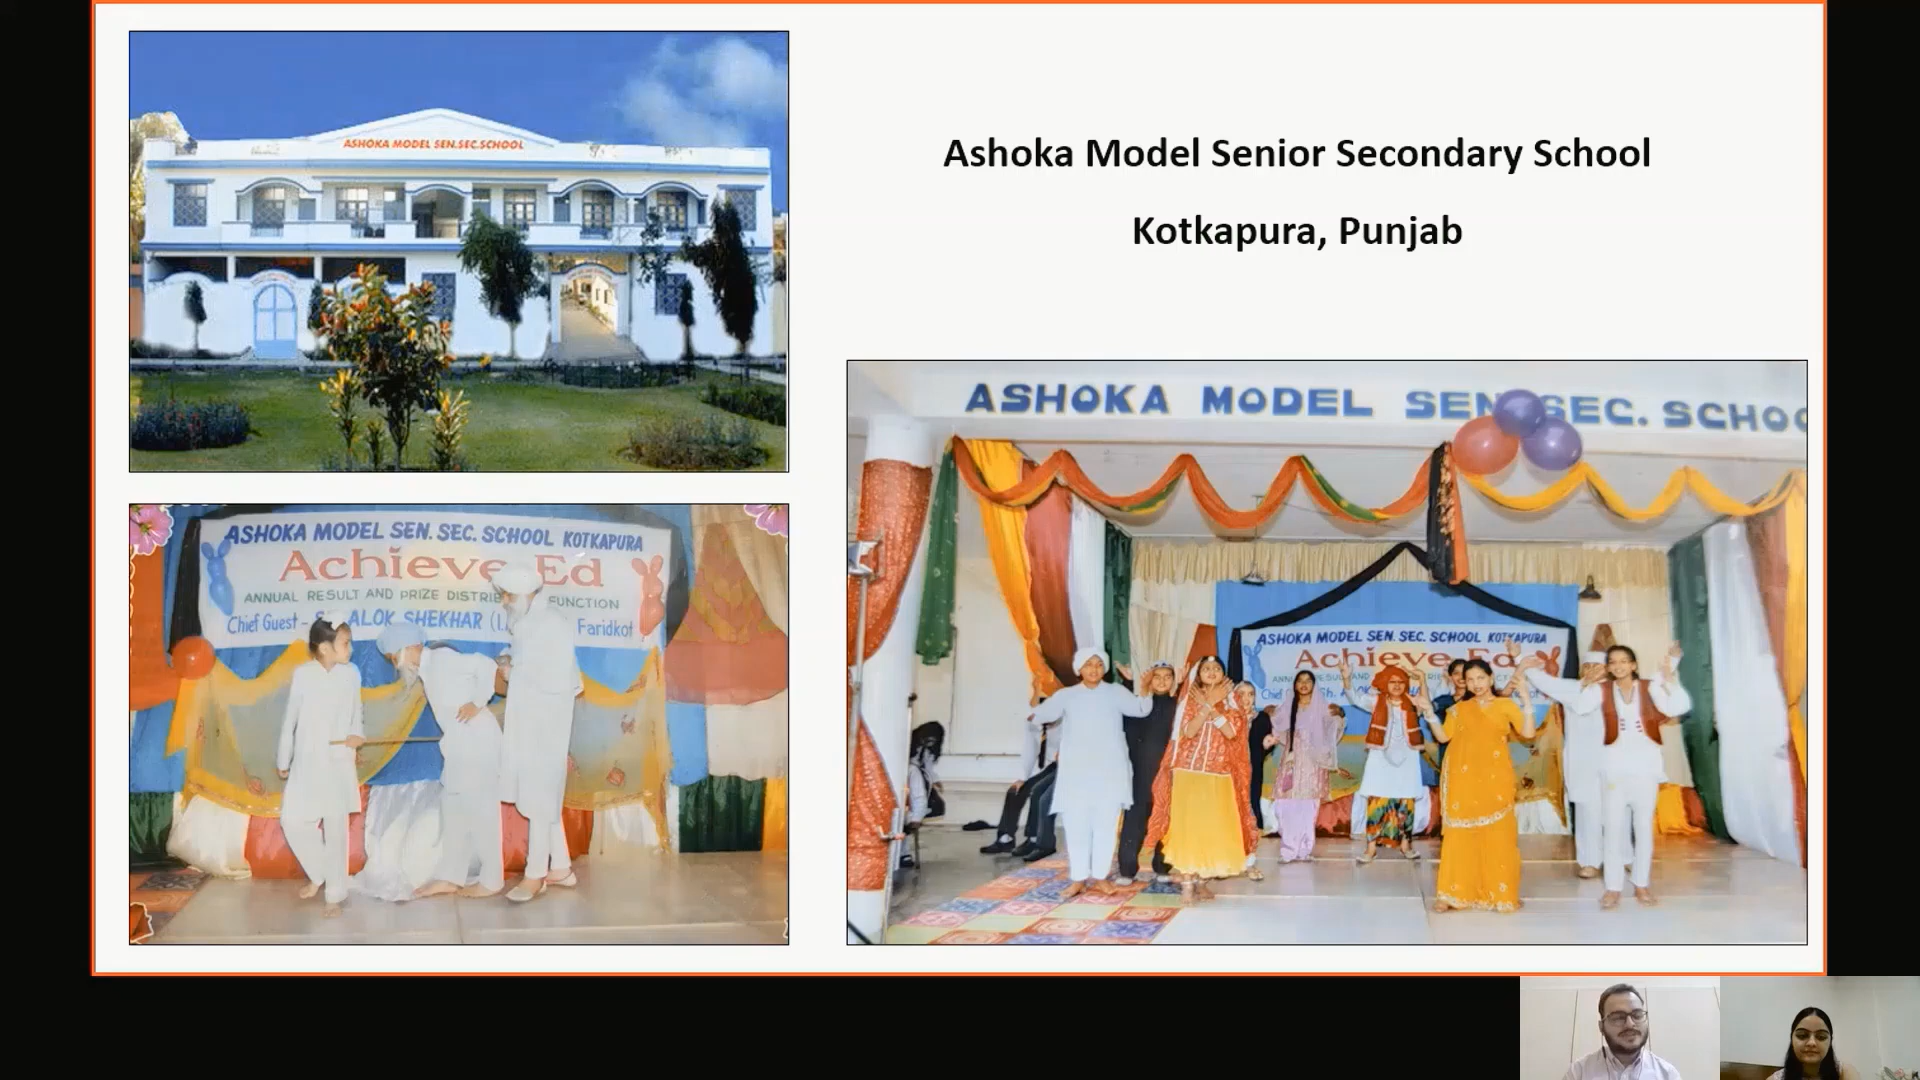 ASHOKA MODEL SEN.SEC.SCHOOL
Ashoka Model Senior Secondary School
Kotkapura, Punjab
ASHOKA MODEL SEN. SEC. SCHOO
ASHOKA MODEL SEN. SEC. SCHOOL KOTKAPURA
Achieve Ed
ANNUAL RESULT AND PRIZE FUNCTION
Chief Guest - ALOK SHEKHAR Faridkot
ASHOKA MODEL SEN. SEC. SCHOOL KOTKAPURA
Achieve Ed